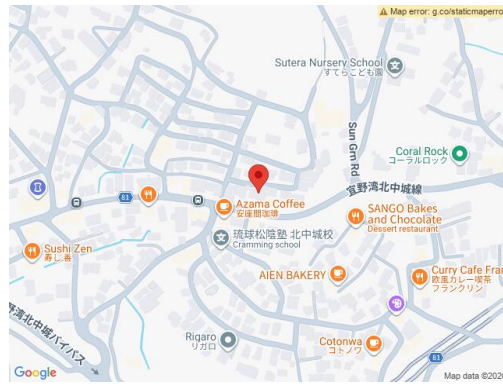 Map error: g.co/staticmaperro
Sutera Nursery School
すてらこども園
Sun Grn Rd
Coral Rock
コーラルロック
宜野湾北中城線
81
Azama Coffee
安座間珈琲
SANGO Bakes
and Chocolate
Dessert restaurant
琉球松陰塾 北中城校
Cramming school
Sushi Zen
寿し善
AIEN BAKERY
Curry Cafe Fran
欧風カレー喫茶
フランクリン
野湾北中城バイパス
Rigaro
リガロ
Cotonwa
コトノワ
81
Google
Map data ©202